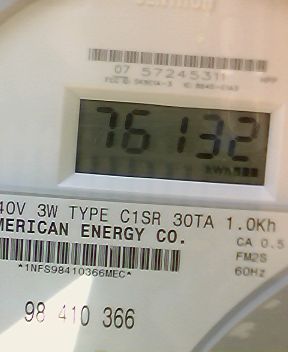 CENTRON
07 57245311
76132
40V 3W TYPE C1SR 30TA 1.0Kh
MERICAN ENERGY CO.
CA 0.5
FM2S
60Hz
*1NFS98410366MEC*
98 410 366